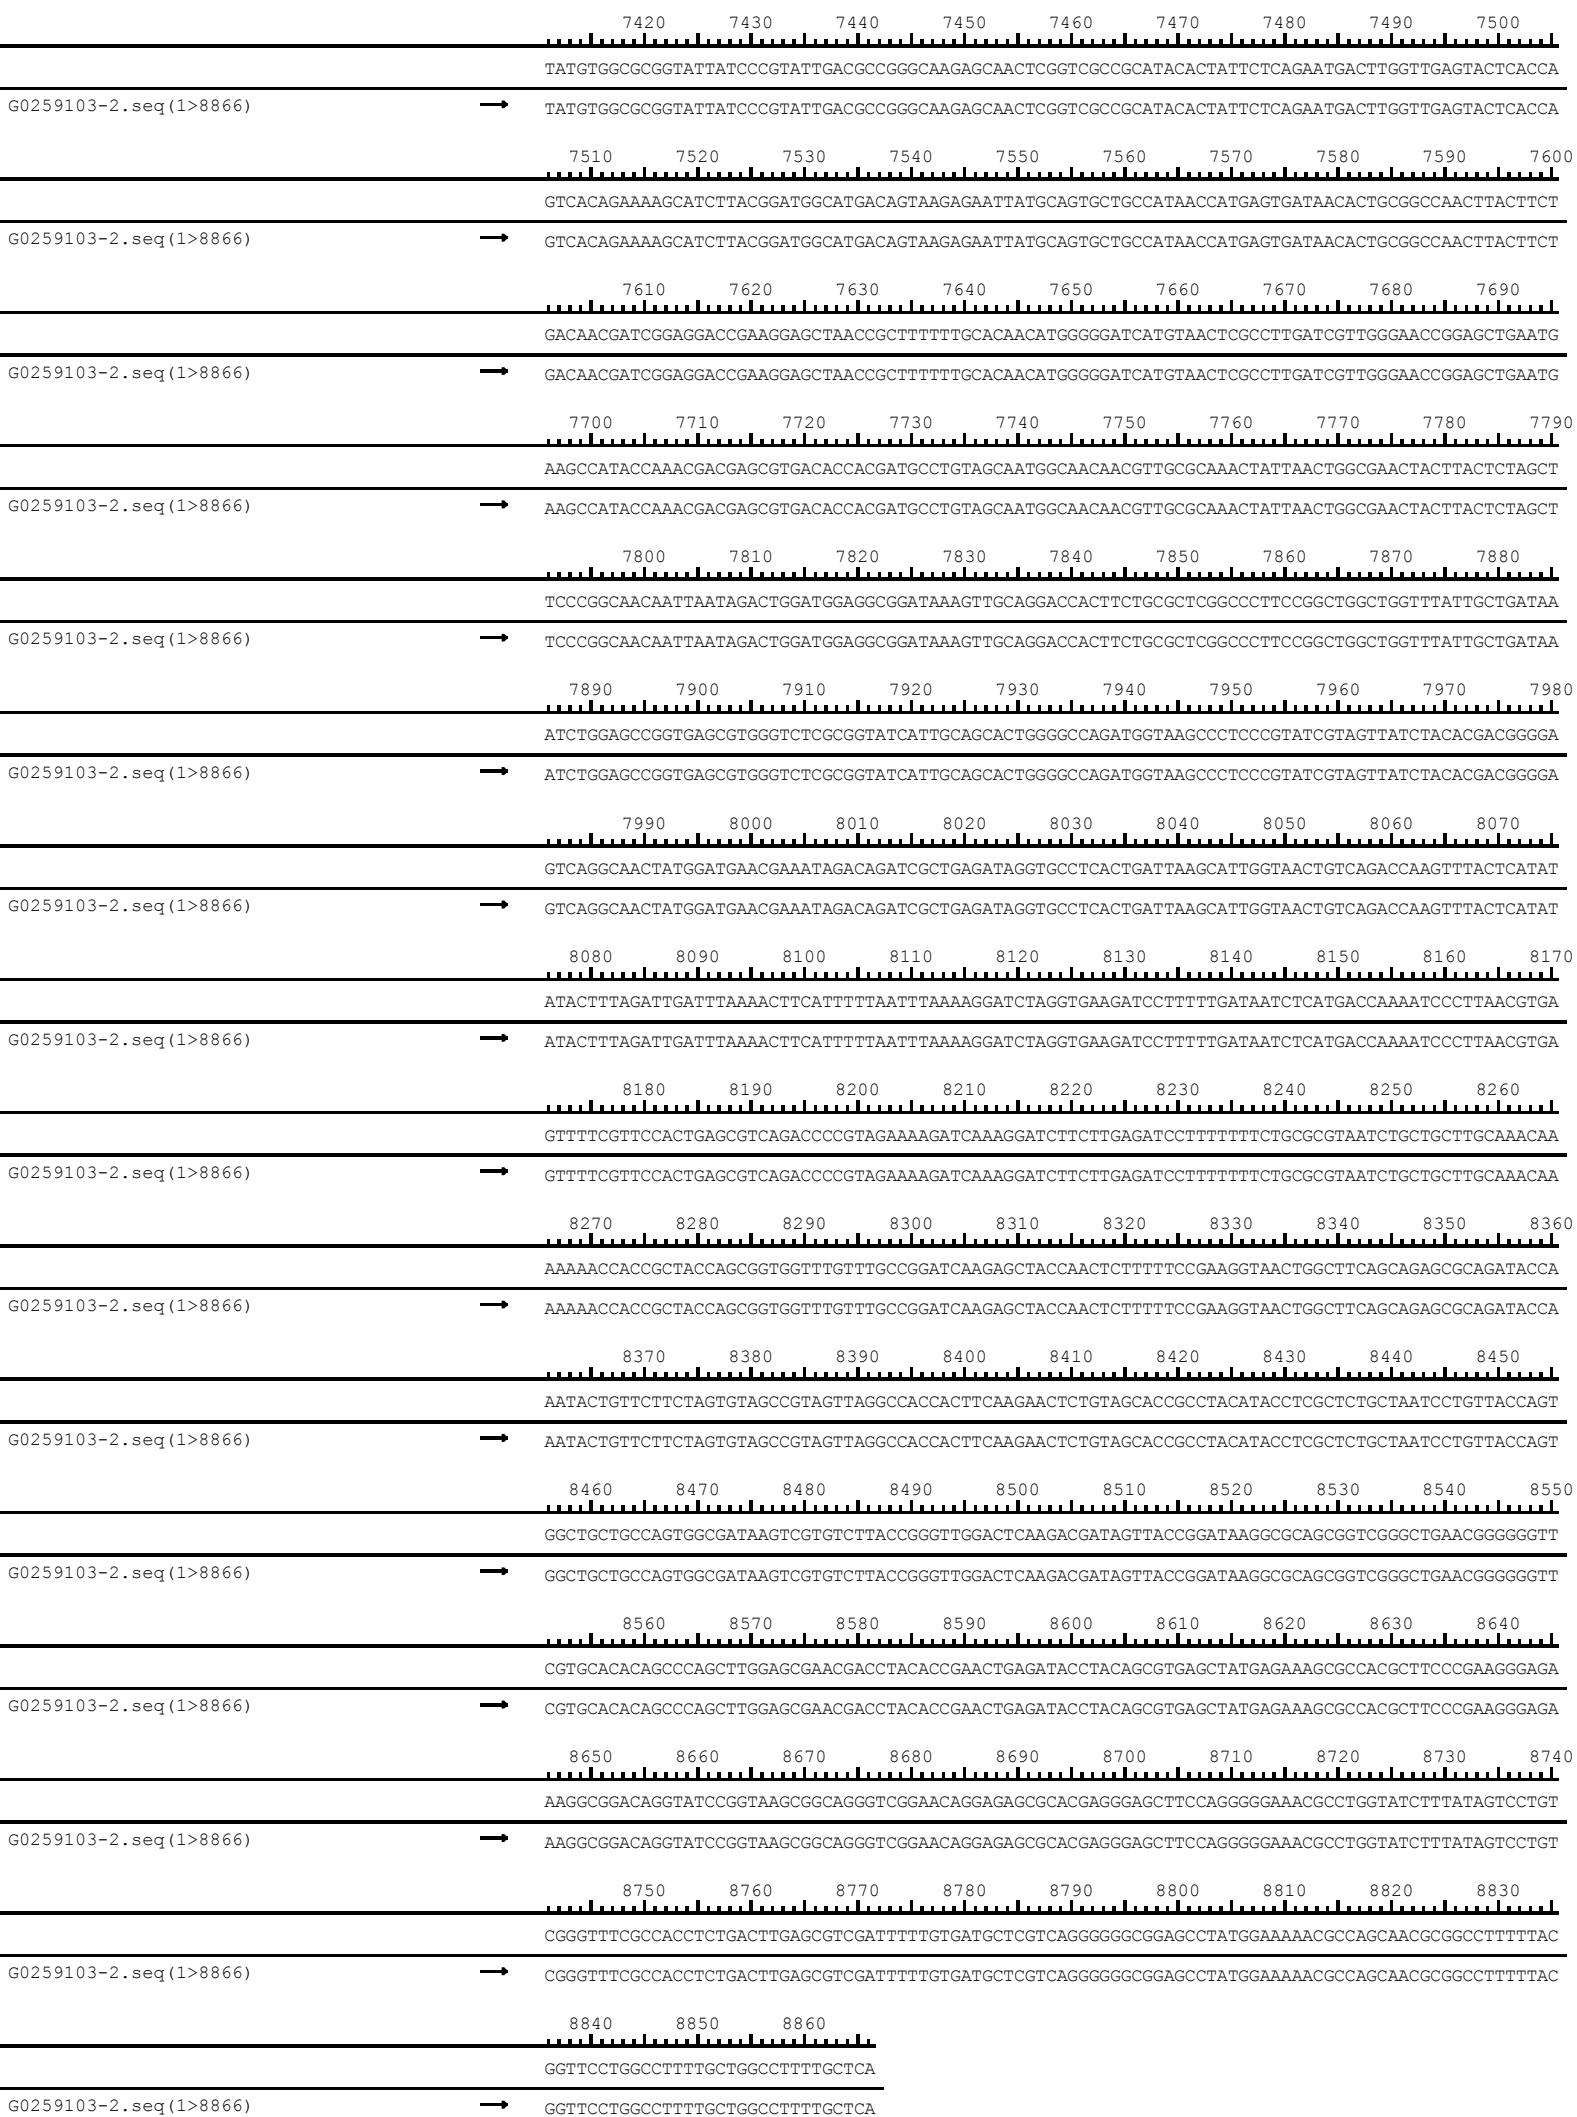 7420 7430 7440 7450 7460 7470 7480 7490 7500
TATGTGGCGCGGTATTATCCCGTATTGACGCCGGGCAAGAGCAACTCGGTCGCCGCATACACTATTCTCAGAATGACTTGGTTGAGTACTCACCA
G0259103-2.seq(1>8866) → TATGTGGCGCGGTATTATCCCGTATTGACGCCGGGCAAGAGCAACTCGGTCGCCGCATACACTATTCTCAGAATGACTTGGTTGAGTACTCACCA
7510 7520 7530 7540 7550 7560 7570 7580 7590 7600
GTCACAGAAAAGCATCTTACGGATGGCATGACAGTAAGAGAATTATGCAGTGCTGCCATAACCATGAGTGATAACACTGCGGCCAACTTACTTCT
G0259103-2.seq(1>8866) → GTCACAGAAAAGCATCTTACGGATGGCATGACAGTAAGAGAATTATGCAGTGCTGCCATAACCATGAGTGATAACACTGCGGCCAACTTACTTCT
7610 7620 7630 7640 7650 7660 7670 7680 7690
GACAACGATCGGAGGACCGAAGGAGCTAACCGCTTTTTTGCACAACATGGGGGATCATGTAACTCGCCTTGATCGTTGGGAACCGGAGCTGAATG
G0259103-2.seq(1>8866) → GACAACGATCGGAGGACCGAAGGAGCTAACCGCTTTTTTGCACAACATGGGGGATCATGTAACTCGCCTTGATCGTTGGGAACCGGAGCTGAATG
7700 7710 7720 7730 7740 7750 7760 7770 7780 7790
AAGCCATACCAAACGACGAGCGTGACACCACGATGCCTGTAGCAATGGCAACAACGTTGCGCAAACTATTAACTGGCGAACTACTTACTCTAGCT
G0259103-2.seq(1>8866) → AAGCCATACCAAACGACGAGCGTGACACCACGATGCCTGTAGCAATGGCAACAACGTTGCGCAAACTATTAACTGGCGAACTACTTACTCTAGCT
7800 7810 7820 7830 7840 7850 7860 7870 7880
TCCCGGCAACAATTAATAGACTGGATGGAGGCGGATAAAGTTGCAGGACCACTTCTGCGCTCGGCCCTTCCGGCTGGCTGGTTTATTGCTGATAA
G0259103-2.seq(1>8866) → TCCCGGCAACAATTAATAGACTGGATGGAGGCGGATAAAGTTGCAGGACCACTTCTGCGCTCGGCCCTTCCGGCTGGCTGGTTTATTGCTGATAA
7890 7900 7910 7920 7930 7940 7950 7960 7970 7980
ATCTGGAGCCGGTGAGCGTGGGTCTCGCGGTATCATTGCAGCACTGGGGCCAGATGGTAAGCCCTCCCGTATCGTAGTTATCTACACGACGGGGA
G0259103-2.seq(1>8866) → ATCTGGAGCCGGTGAGCGTGGGTCTCGCGGTATCATTGCAGCACTGGGGCCAGATGGTAAGCCCTCCCGTATCGTAGTTATCTACACGACGGGGA
7990 8000 8010 8020 8030 8040 8050 8060 8070
GTCAGGCAACTATGGATGAACGAAATAGACAGATCGCTGAGATAGGTGCCTCACTGATTAAGCATTGGTAACTGTCAGACCAAGTTTACTCATAT
G0259103-2.seq(1>8866) → GTCAGGCAACTATGGATGAACGAAATAGACAGATCGCTGAGATAGGTGCCTCACTGATTAAGCATTGGTAACTGTCAGACCAAGTTTACTCATAT
8080 8090 8100 8110 8120 8130 8140 8150 8160 8170
ATACTTTAGATTGATTTAAAACTTCATTTTTAATTTAAAAGGATCTAGGTGAAGATCCTTTTTGATAATCTCATGACCAAAATCCCTTAACGTGA
G0259103-2.seq(1>8866) → ATACTTTAGATTGATTTAAAACTTCATTTTTAATTTAAAAGGATCTAGGTGAAGATCCTTTTTGATAATCTCATGACCAAAATCCCTTAACGTGA
8180 8190 8200 8210 8220 8230 8240 8250 8260
GTTTTCGTTCCACTGAGCGTCAGACCCCGTAGAAAAGATCAAAGGATCTTCTTGAGATCCTTTTTTTCTGCGCGTAATCTGCTGCTTGCAAACAA
G0259103-2.seq(1>8866) → GTTTTCGTTCCACTGAGCGTCAGACCCCGTAGAAAAGATCAAAGGATCTTCTTGAGATCCTTTTTTTCTGCGCGTAATCTGCTGCTTGCAAACAA
8270 8280 8290 8300 8310 8320 8330 8340 8350 8360
AAAAACCACCGCTACCAGCGGTGGTTTGTTTGCCGGATCAAGAGCTACCAACTCTTTTTCCGAAGGTAACTGGCTTCAGCAGAGCGCAGATACCA
G0259103-2.seq(1>8866) → AAAAACCACCGCTACCAGCGGTGGTTTGTTTGCCGGATCAAGAGCTACCAACTCTTTTTCCGAAGGTAACTGGCTTCAGCAGAGCGCAGATACCA
8370 8380 8390 8400 8410 8420 8430 8440 8450
AATACTGTTCTTCTAGTGTAGCCGTAGTTAGGCCACCACTTCAAGAACTCTGTAGCACCGCCTACATACCTCGCTCTGCTAATCCTGTTACCAGT
G0259103-2.seq(1>8866) → AATACTGTTCTTCTAGTGTAGCCGTAGTTAGGCCACCACTTCAAGAACTCTGTAGCACCGCCTACATACCTCGCTCTGCTAATCCTGTTACCAGT
8460 8470 8480 8490 8500 8510 8520 8530 8540 8550
GGCTGCTGCCAGTGGCGATAAGTCGTGTCTTACCGGGTTGGACTCAAGACGATAGTTACCGGATAAGGCGCAGCGGTCGGGCTGAACGGGGGGTT
G0259103-2.seq(1>8866) → GGCTGCTGCCAGTGGCGATAAGTCGTGTCTTACCGGGTTGGACTCAAGACGATAGTTACCGGATAAGGCGCAGCGGTCGGGCTGAACGGGGGGTT
8560 8570 8580 8590 8600 8610 8620 8630 8640
CGTGCACACAGCCCAGCTTGGAGCGAACGACCTACACCGAACTGAGATACCTACAGCGTGAGCTATGAGAAAGCGCCACGCTTCCCGAAGGGAGA
G0259103-2.seq(1>8866) → CGTGCACACAGCCCAGCTTGGAGCGAACGACCTACACCGAACTGAGATACCTACAGCGTGAGCTATGAGAAAGCGCCACGCTTCCCGAAGGGAGA
8650 8660 8670 8680 8690 8700 8710 8720 8730 8740
AAGGCGGACAGGTATCCGGTAAGCGGCAGGGTCGGAACAGGAGAGCGCACGAGGGAGCTTCCAGGGGGAAACGCCTGGTATCTTTATAGTCCTGT
G0259103-2.seq(1>8866) → AAGGCGGACAGGTATCCGGTAAGCGGCAGGGTCGGAACAGGAGAGCGCACGAGGGAGCTTCCAGGGGGAAACGCCTGGTATCTTTATAGTCCTGT
8750 8760 8770 8780 8790 8800 8810 8820 8830
CGGGTTTCGCCACCTCTGACTTGAGCGTCGATTTTTGTGATGCTCGTCAGGGGGGCGGAGCCTATGGAAAAACGCCAGCAACGCGGCCTTTTTAC
G0259103-2.seq(1>8866) → CGGGTTTCGCCACCTCTGACTTGAGCGTCGATTTTTGTGATGCTCGTCAGGGGGGCGGAGCCTATGGAAAAACGCCAGCAACGCGGCCTTTTTAC
8840 8850 8860
GGTTCCTGGCCTTTTGCTGGCCTTTTGCTCA
G0259103-2.seq(1>8866) → GGTTCCTGGCCTTTTGCTGGCCTTTTGCTCA